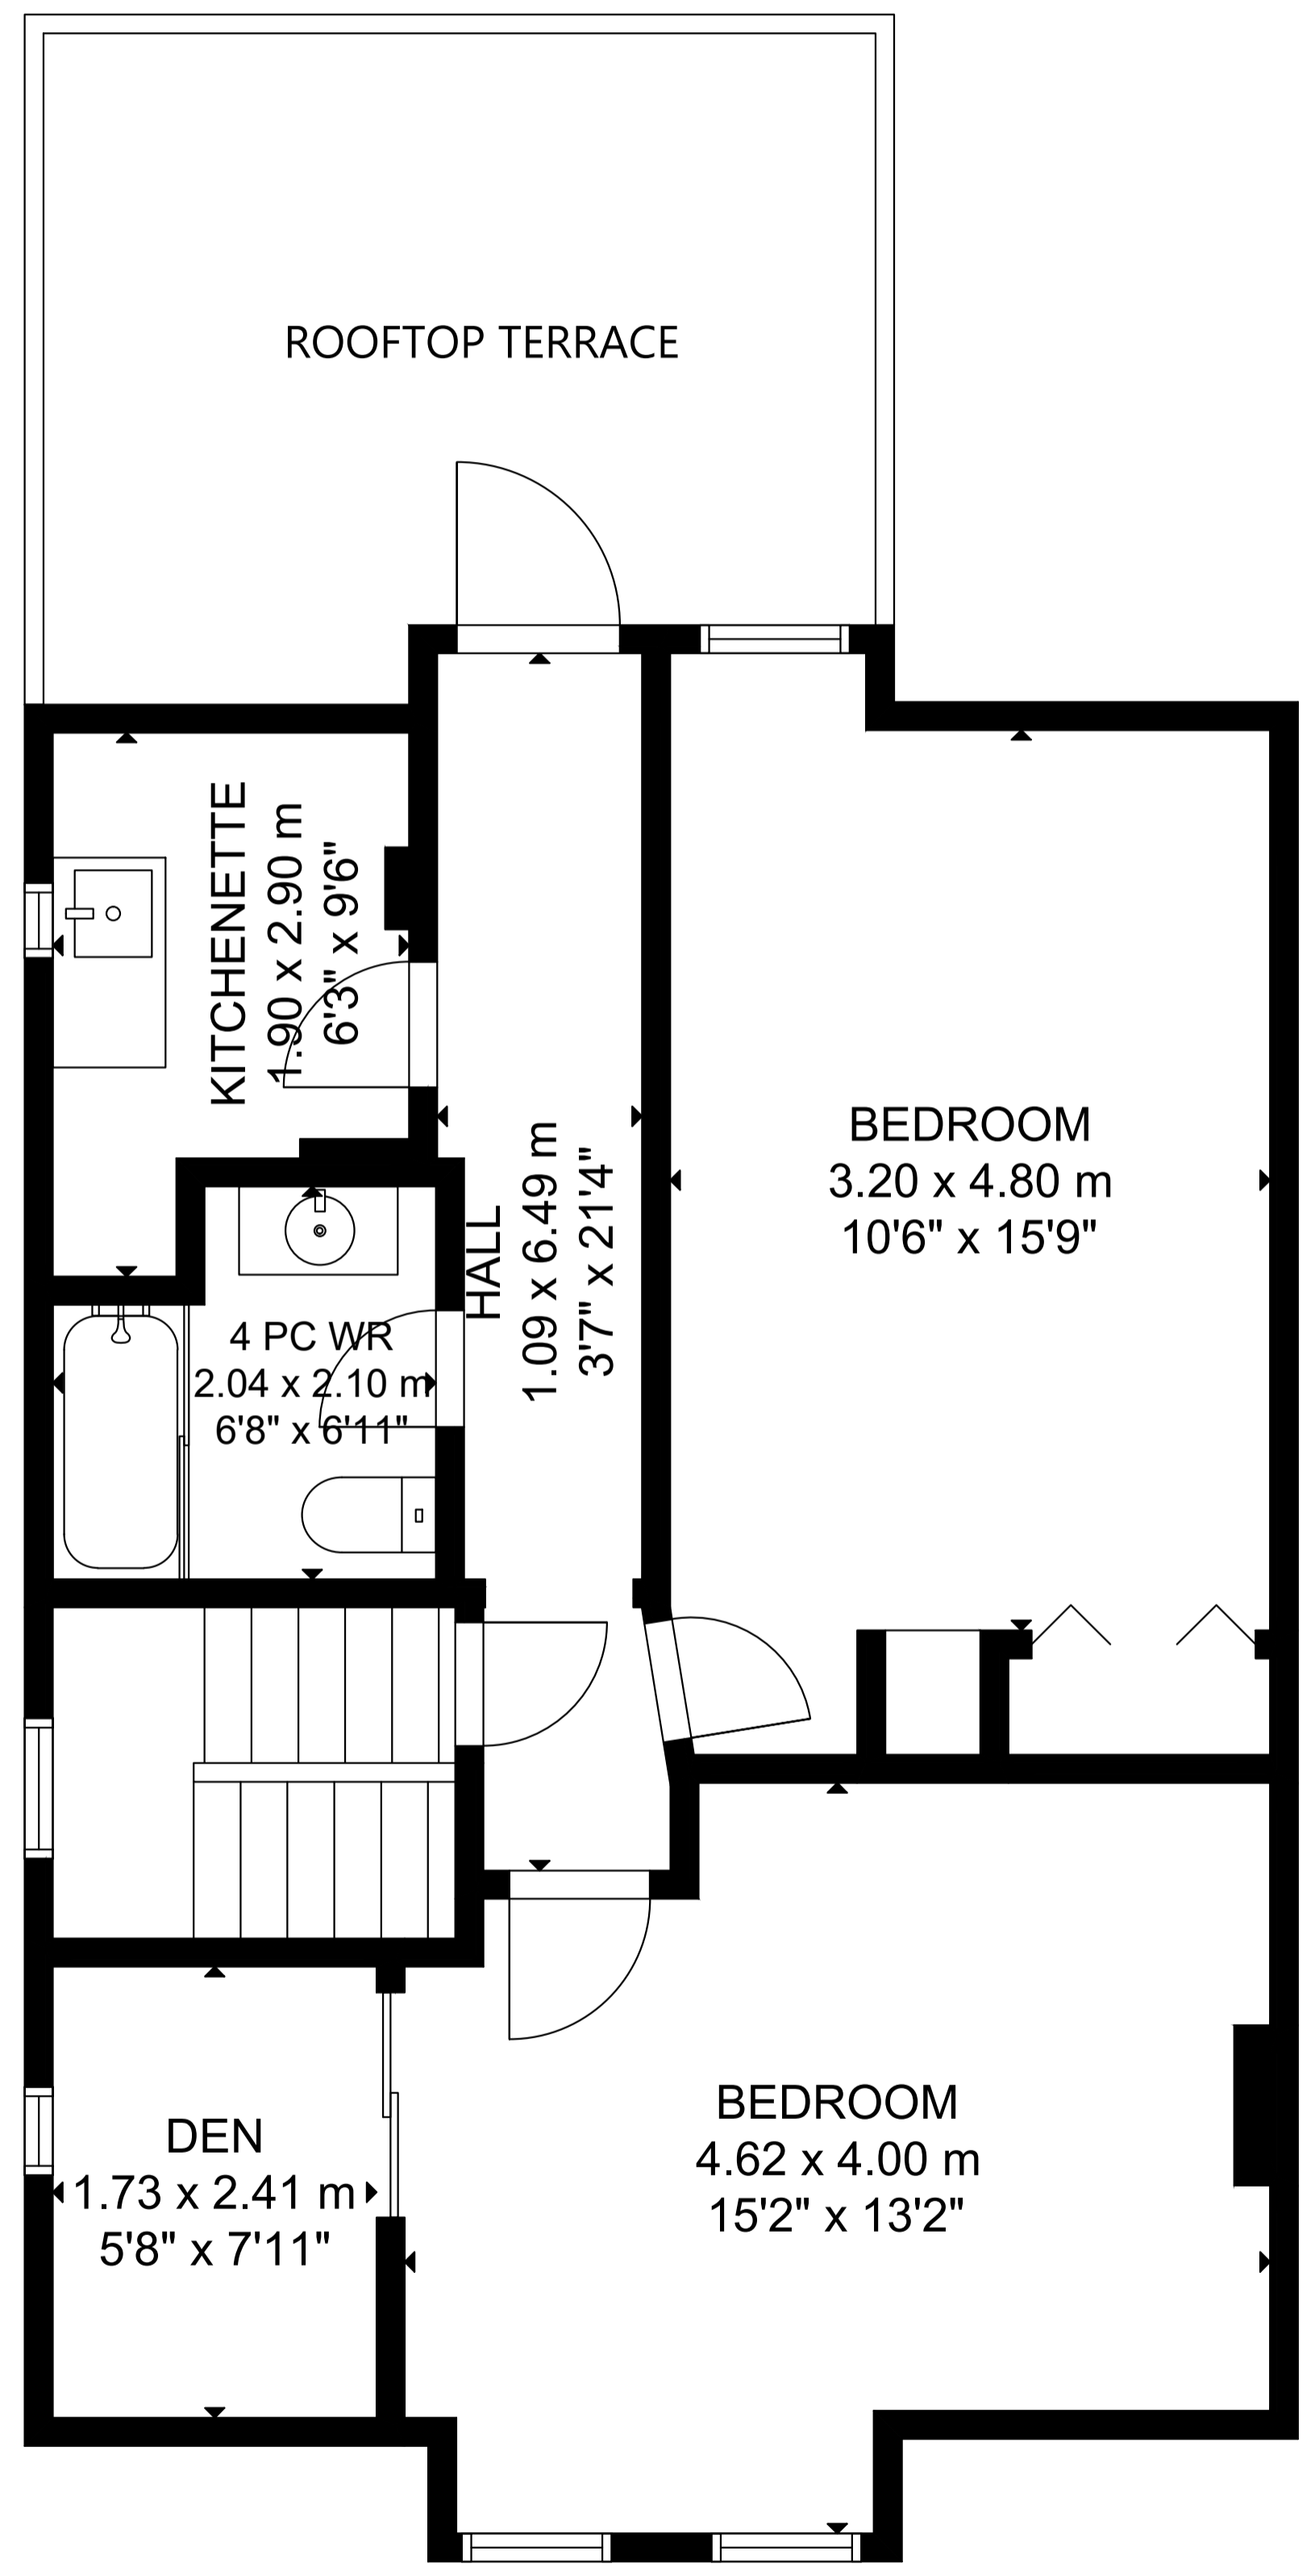 ROOFTOP TERRACE
KITCHENETTE
1.90 x 2.90 m
6'3" x 9'6"
BEDROOM
3.20 x 4.80 m
10'6" x 15'9"
HALL
1.09 x 6.49 m
3'7" x 21'4"
4 PC WR
2.04 x 2.10 m
6'8" x 6'11"
BEDROOM
4.62 x 4.00 m
15'2" x 13'2"
DEN
1.73 x 2.41 m
5'8" x 7'11"